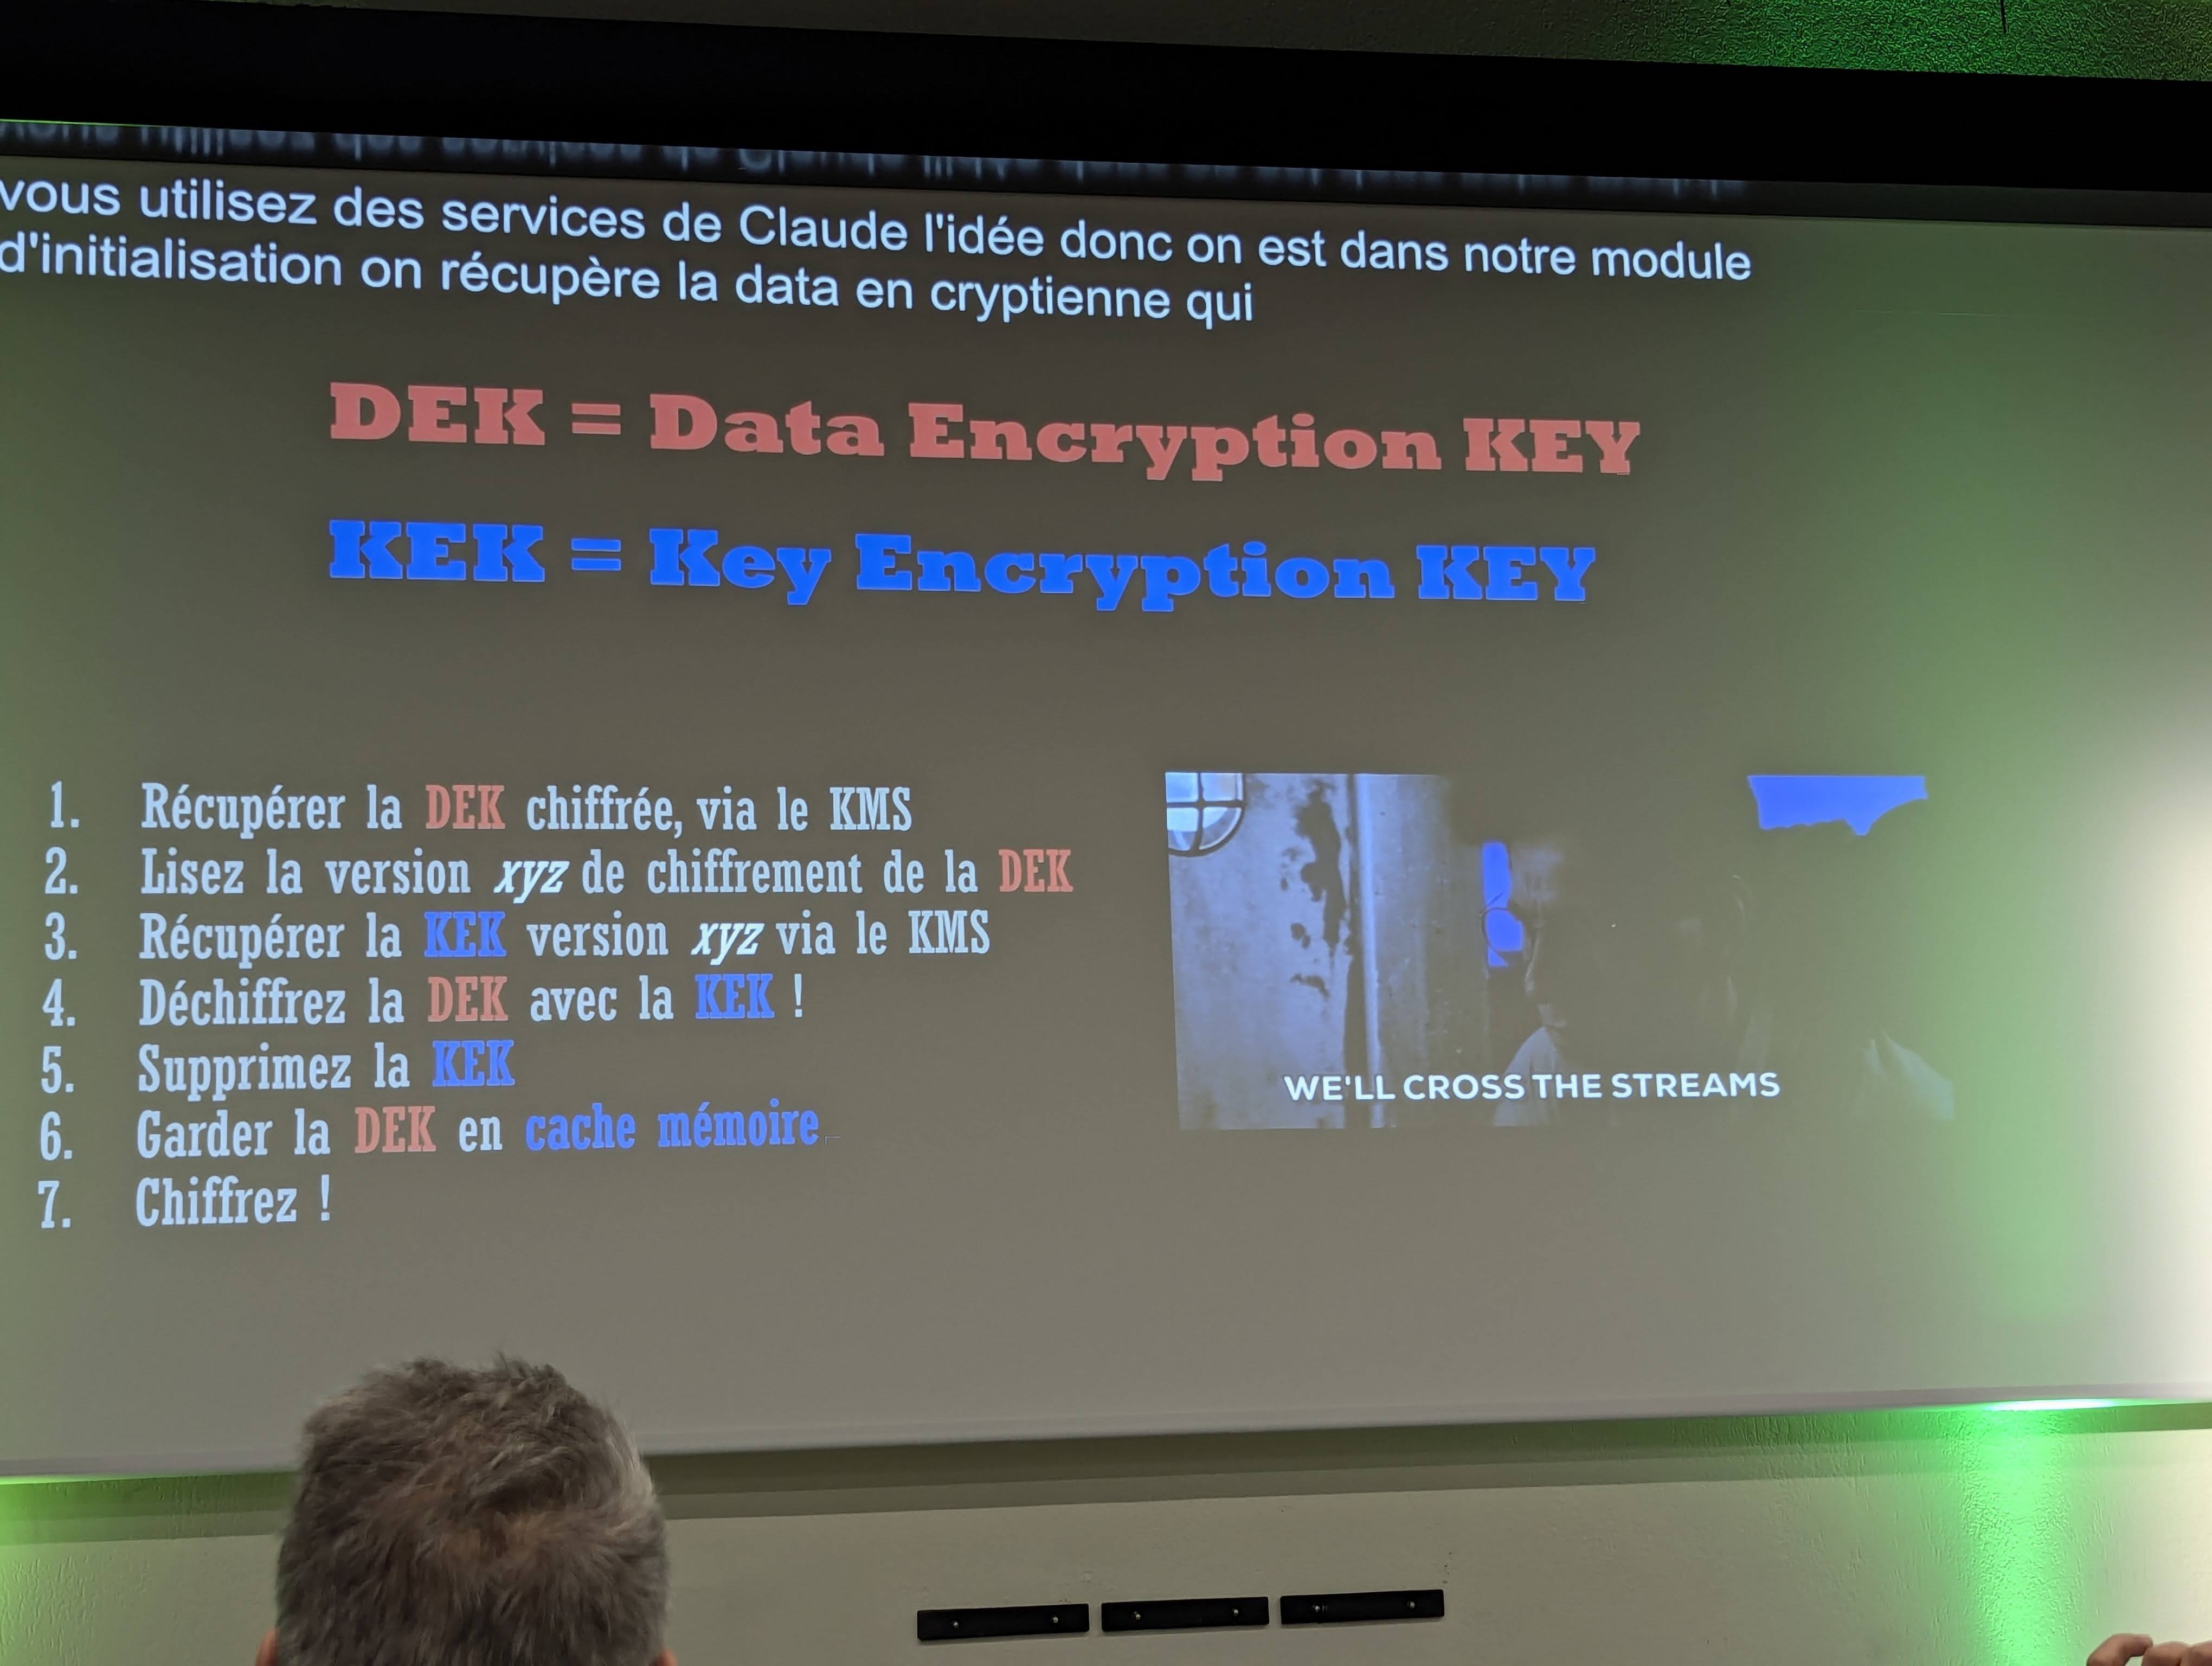 vous utilisez des services de Claude l'idée donc on est dans notre module
d'initialisation on récupère la data en cryptienne qui
DEK = Data Encryption KEY
KEK = Key Encryption KEY
1. Récupérer la DEK chiffrée, via le KMS
2. Lisez la version xyz de chiffrement de la DEK
3. Récupérer la KEK version xyz via le KMS
4. Déchiffrez la DEK avec la KEK !
5. Supprimez la KEK
6. Garder la DEK en cache mémoire
7. Chiffrez !
WE'LL CROSS THE STREAMS